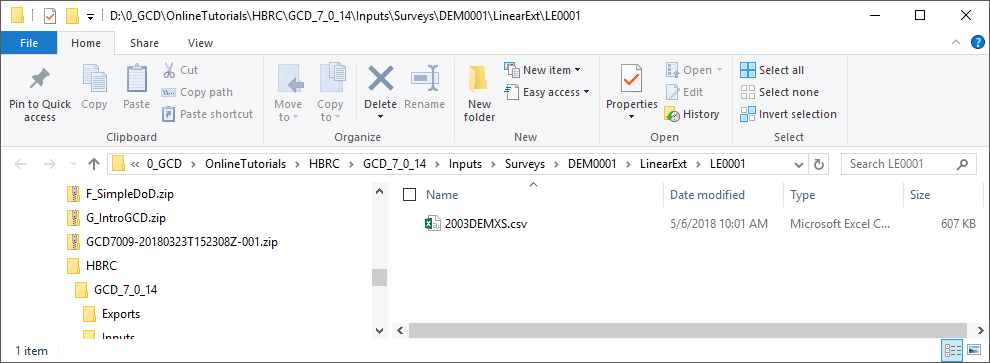 D:\0_GCD\OnlineTutorials\HBRC\GCD_7_0_14\Inputs\Surveys\DEM0001\LinearExt\LE0001
File Home Share View
Pin to Quick access
Copy
Paste
Cut
Copy path
Paste shortcut
Clipboard
Move to
Copy to
Delete
Rename
Organize
New folder
New item
Easy access
New
Properties
Open
Edit
History
Open
Select all
Select none
Invert selection
Select
« 0_GCD > OnlineTutorials > HBRC > GCD_7_0_14 > Inputs > Surveys > DEM0001 > LinearExt > LE0001
Search LE0001
F_SimpleDoD.zip
G_IntroGCD.zip
GCD7009-20180323T152308Z-001.zip
HBRC
GCD_7_0_14
Exports
Inputs
Name Date modified Type Size
2003DEMXS.csv 5/6/2018 10:01 AM Microsoft Excel C... 607 KB
1 item